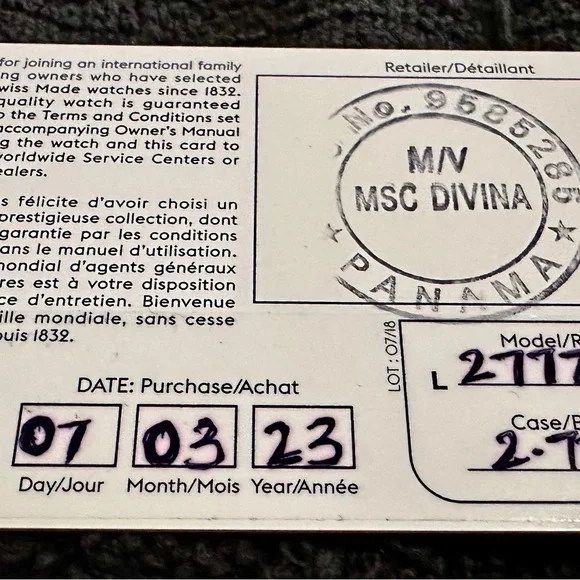 for joining an international family
ng owners who have selected
wiss Made watches since 1832.
quality watch is guaranteed
o the Terms and Conditions set
accompanying Owner's Manual
g the watch and this card to
worldwide Service Centers or
ealers.
s félicite d'avoir choisi un
prestigieuse collection, dont
garantie par les conditions
ans le manuel d'utilisation.
mondial d'agents généraux
res est à votre disposition
ce d'entretien. Bienvenue
ille mondiale, sans cesse
puis 1832.
Retailer/Détaillant
No. 9585285
M/V
MSC DIVINA
PANAMA
LOT : 07/18
Model/R
L 2777
Case/B
2.7
DATE: Purchase/Achat
07 03 23
Day/Jour Month/Mois Year/Année